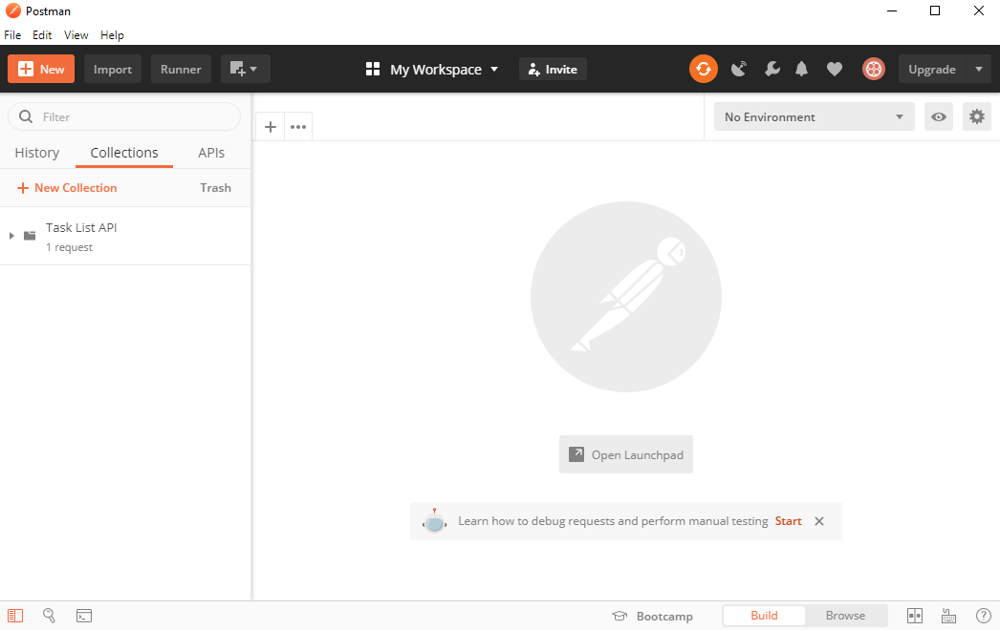 Postman
File Edit View Help
New Import Runner My Workspace Invite Upgrade
Filter
No Environment
History Collections APIs
New Collection Trash
Task List API
1 request
Open Launchpad
Learn how to debug requests and perform manual testing Start
Bootcamp Build Browse